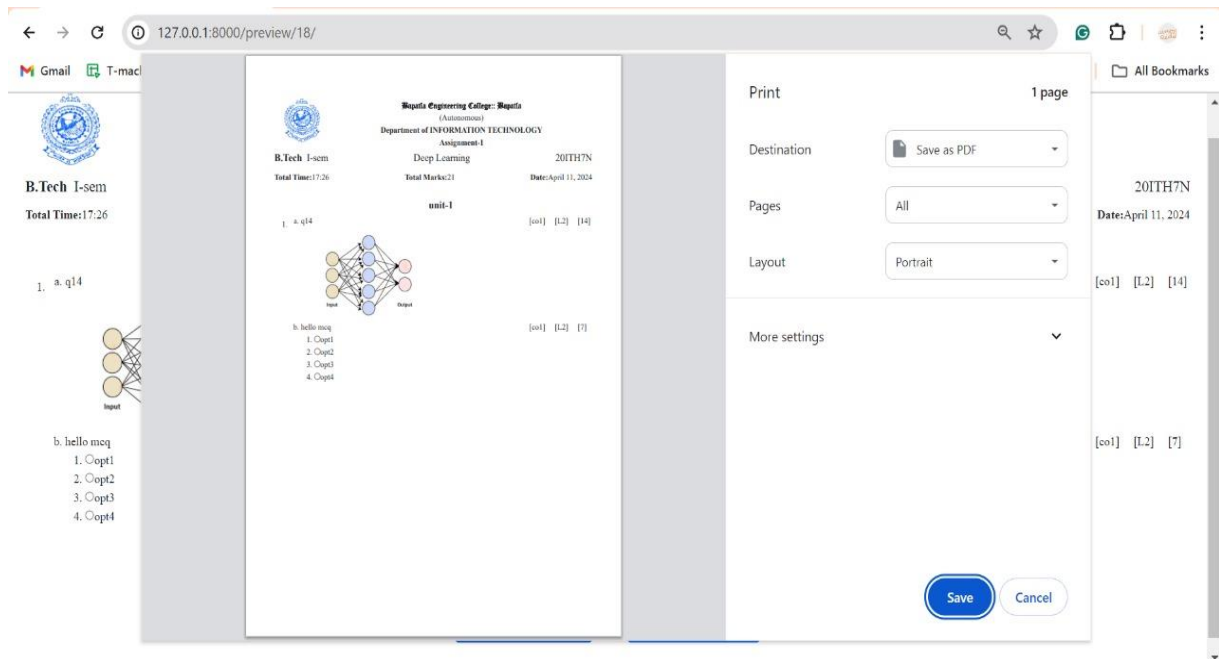 127.0.0.1:8000/preview/18/
Gmail T-macl All Bookmarks
B.Tech I-sem 20ITH7N
Total Time:17:26 Date:April 11, 2024
1. a. q14 [co1] [L2] [14]
Input
b. hello mcq [co1] [L2] [7]
1. opt1
2. opt2
3. opt3
4. opt4
Bapatla Engineering College:: Bapatla
(Autonomous)
Department of INFORMATION TECHNOLOGY
Assignment-1
B.Tech I-sem Deep Learning 20ITH7N
Total Time:17:26 Total Marks:21 Date:April 11, 2024
unit-1
1. a. q14 [co1] [L2] [14]
Input Output
b. hello mcq [co1] [L2] [7]
1. opt1
2. opt2
3. opt3
4. opt4
Print 1 page
Destination Save as PDF
Pages All
Layout Portrait
More settings
Save Cancel